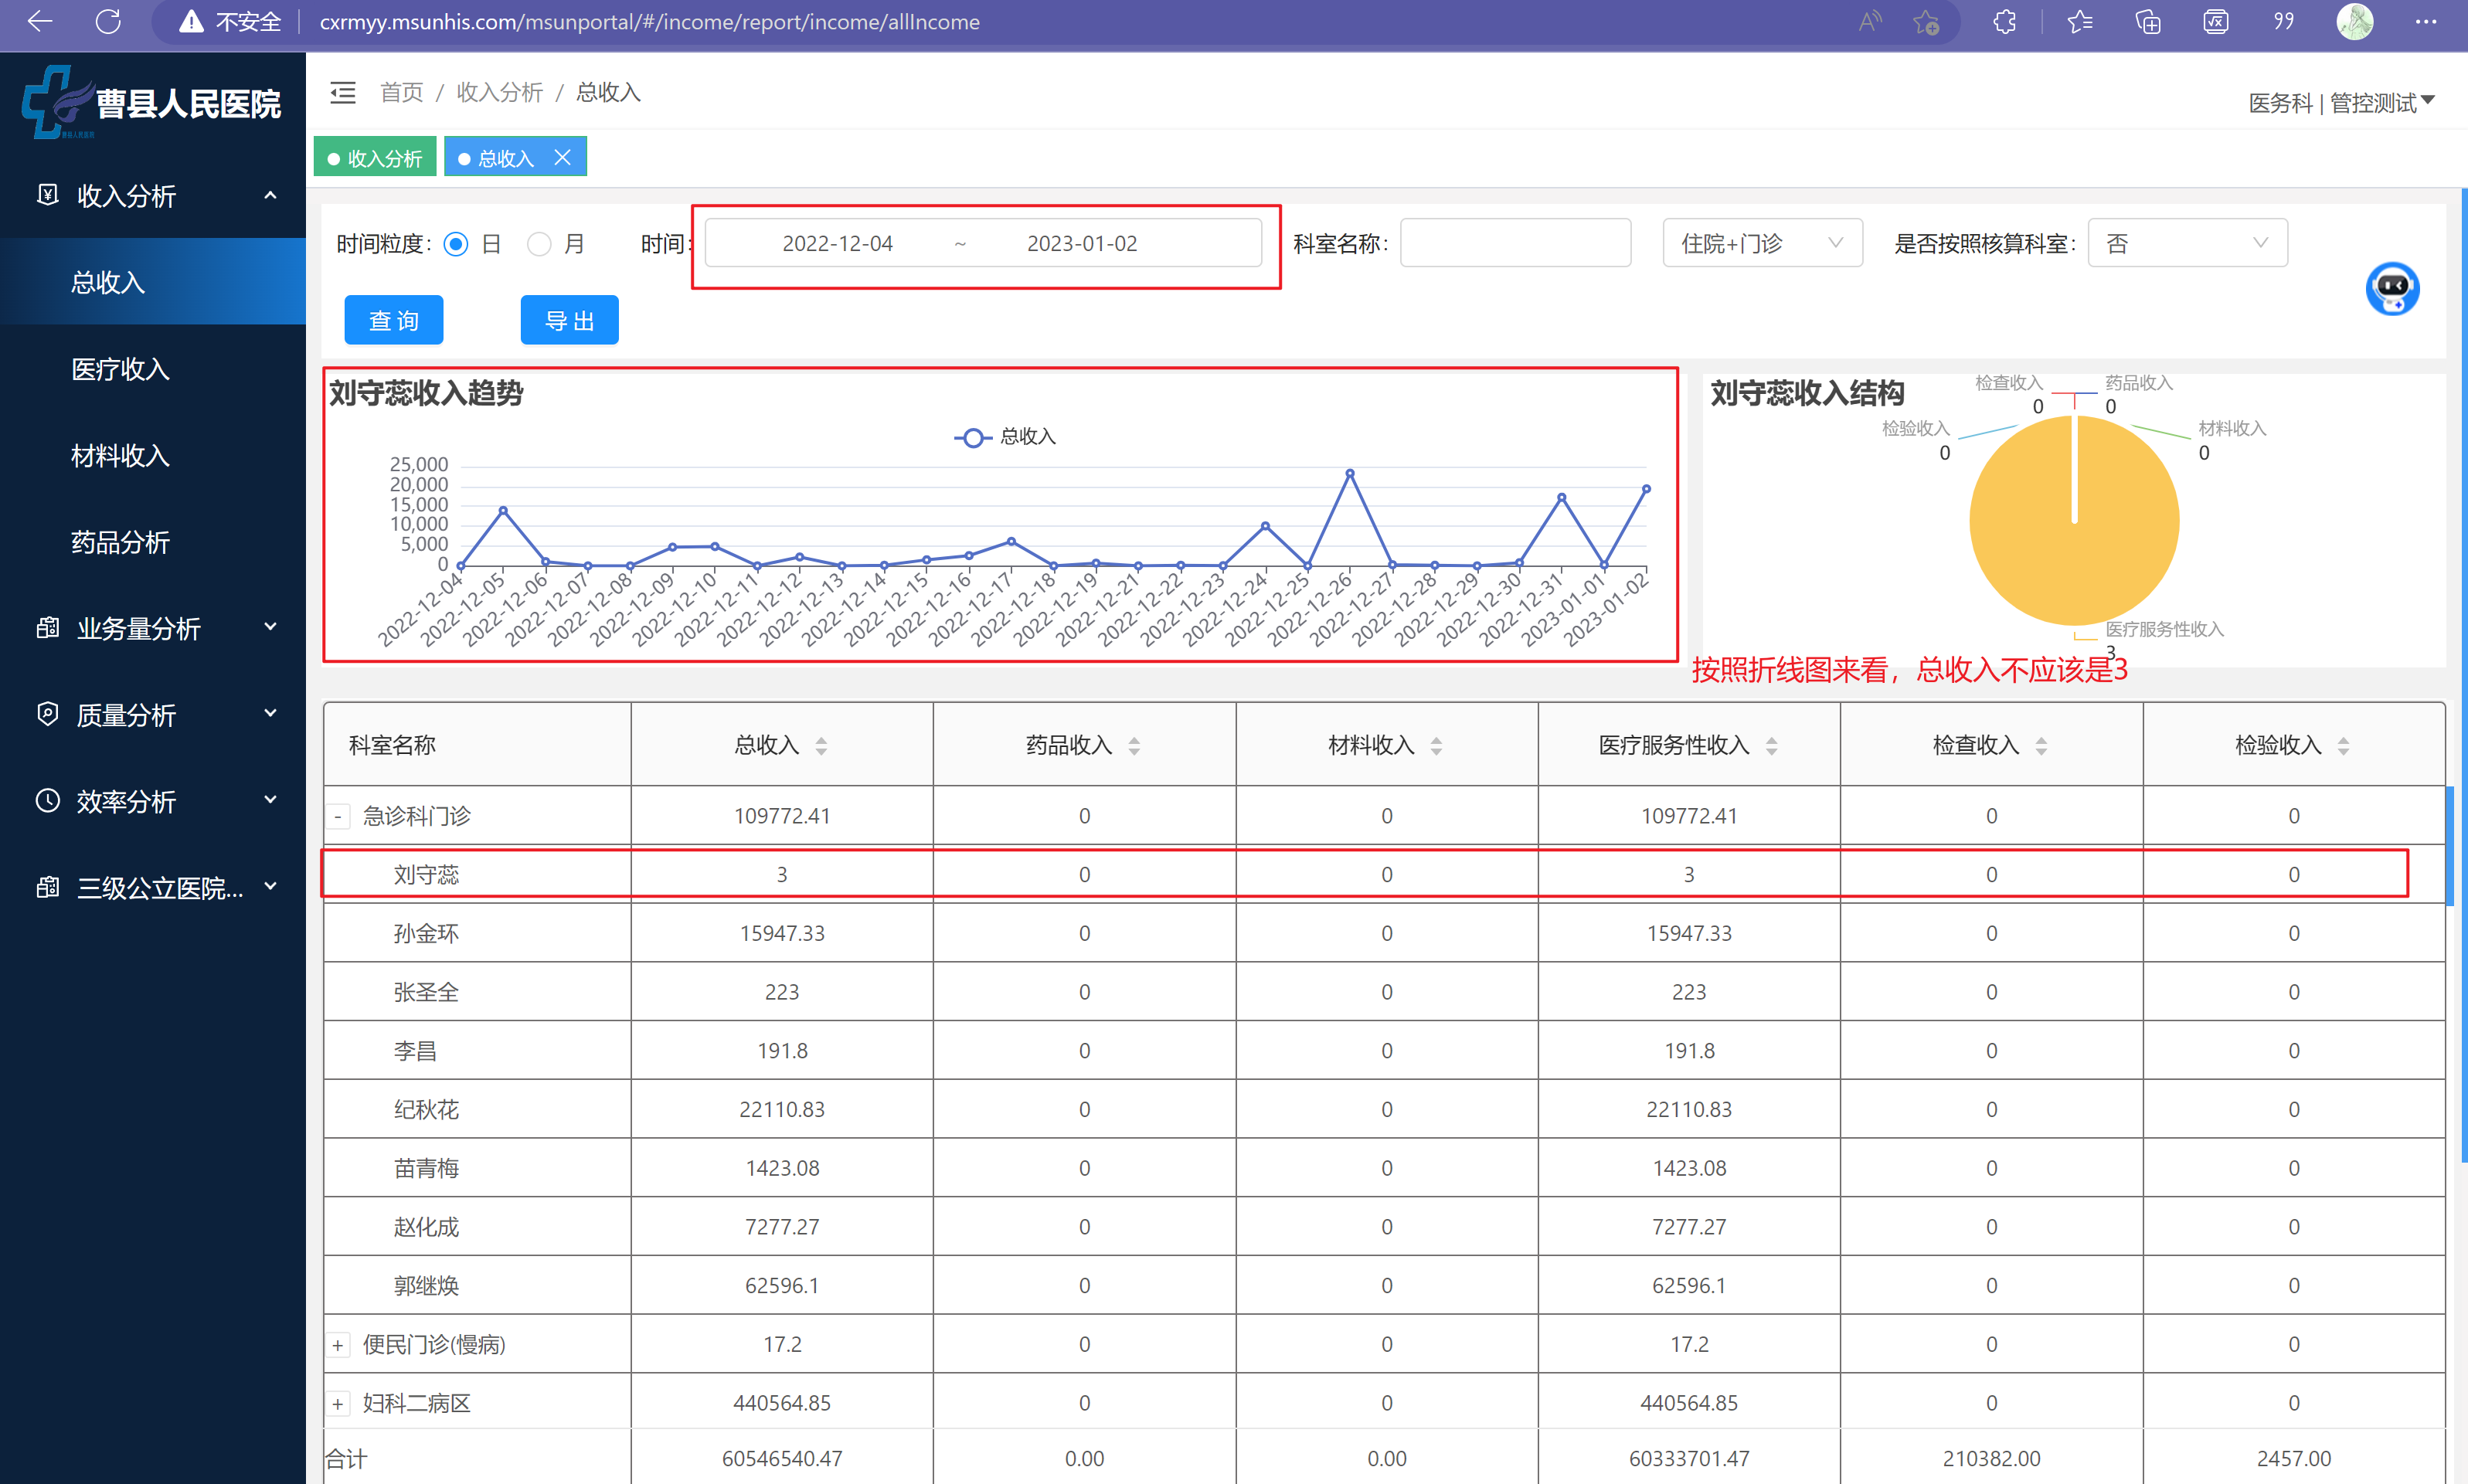 不安全 cxrmyy.msunhis.com/msunportal/#/income/report/income/allIncome
曹县人民医院
曹县人民医院
首页 / 收入分析 / 总收入
医务科 | 管控测试
收入分析 总收入
收入分析
总收入
医疗收入
材料收入
药品分析
业务量分析
质量分析
效率分析
三级公立医院...
时间粒度: 日 月 时间: 2022-12-04 ~ 2023-01-02 科室名称: 住院+门诊 是否按照核算科室: 否
查 询 导 出
刘守蕊收入趋势
总收入
25,000
20,000
15,000
10,000
5,000
0
2022-12-04 2022-12-05 2022-12-06 2022-12-07 2022-12-08 2022-12-09 2022-12-10 2022-12-11 2022-12-12 2022-12-13 2022-12-14 2022-12-15 2022-12-16 2022-12-17 2022-12-18 2022-12-19 2022-12-21 2022-12-22 2022-12-23 2022-12-24 2022-12-25 2022-12-26 2022-12-27 2022-12-28 2022-12-29 2022-12-30 2022-12-31 2023-01-01 2023-01-02
刘守蕊收入结构
检查收入 药品收入
0 0
检验收入 材料收入
0 0
医疗服务性收入
3
按照折线图来看，总收入不应该是3
科室名称 总收入 药品收入 材料收入 医疗服务性收入 检查收入 检验收入
- 急诊科门诊 109772.41 0 0 109772.41 0 0
刘守蕊 3 0 0 3 0 0
孙金环 15947.33 0 0 15947.33 0 0
张圣全 223 0 0 223 0 0
李昌 191.8 0 0 191.8 0 0
纪秋花 22110.83 0 0 22110.83 0 0
苗青梅 1423.08 0 0 1423.08 0 0
赵化成 7277.27 0 0 7277.27 0 0
郭继焕 62596.1 0 0 62596.1 0 0
+ 便民门诊(慢病) 17.2 0 0 17.2 0 0
+ 妇科二病区 440564.85 0 0 440564.85 0 0
合计 60546540.47 0.00 0.00 60333701.47 210382.00 2457.00